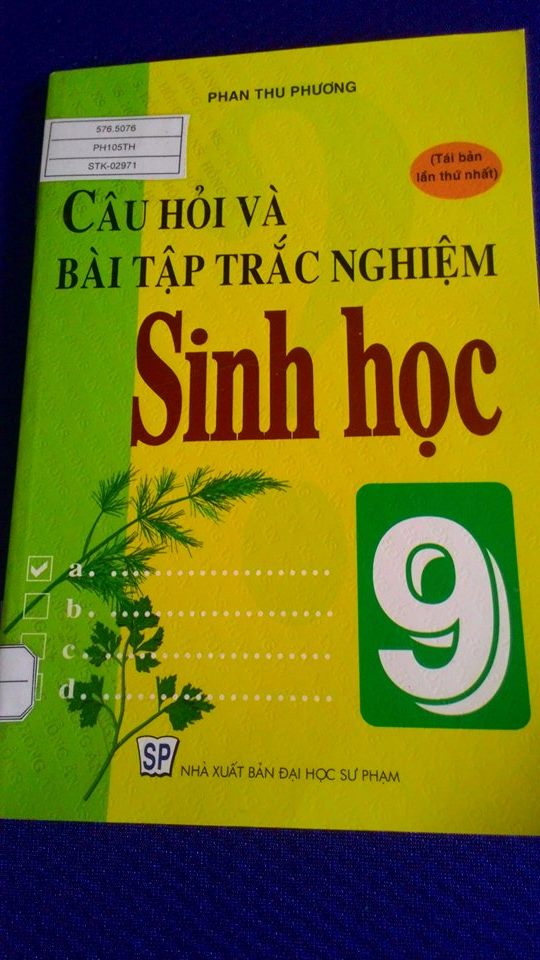 PHAN THU PHƯƠNG
576.5076
PH105TH
STK-02971
(Tái bản
lần thứ nhất)
CÂU HỎI VÀ
BÀI TẬP TRẮC NGHIỆM
Sinh học
9
a. ........................
b. ........................
c. ........................
d. ........................
SP
NHÀ XUẤT BẢN ĐẠI HỌC SƯ PHẠM